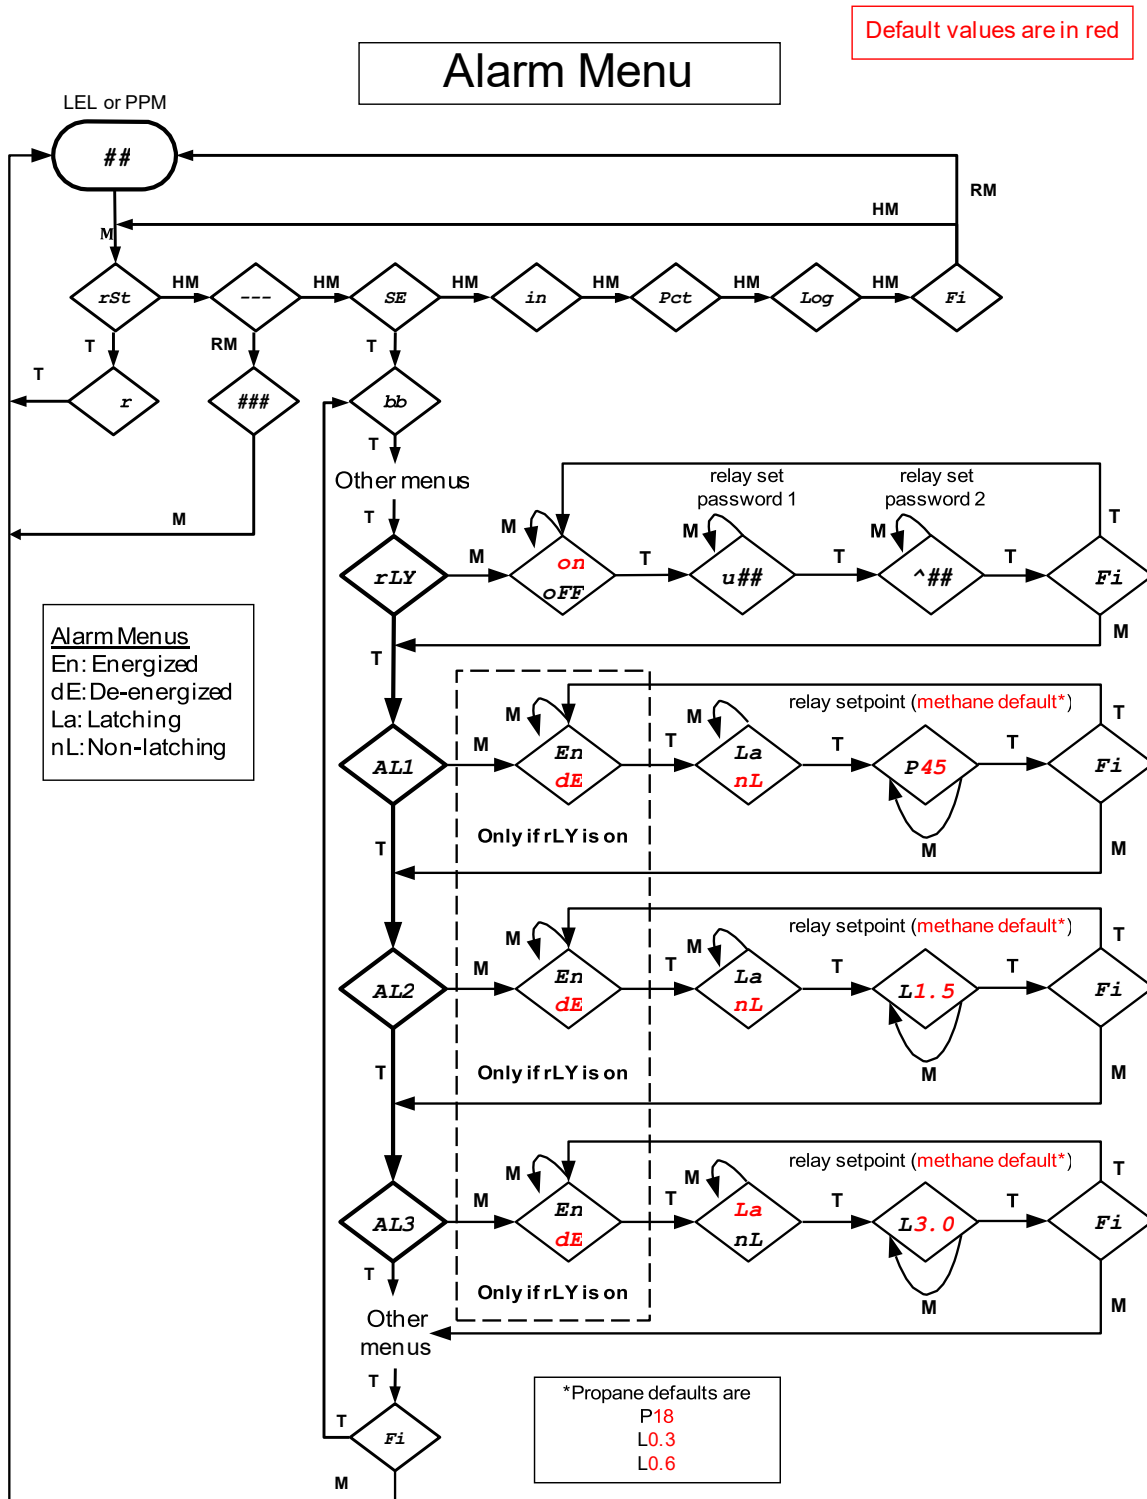 Default values are in red
Alarm Menu
LEL or PPM
##
RM
HM
M
rSt
HM
---
HM
SE
HM
in
HM
Pct
HM
Log
HM
Fi
T
RM
T
T
r
###
bb
T
Other menus
M
T
relay set
password 1
relay set
password 2
T
rLY
M
M
on
oFF
T
M
u##
T
M
^##
T
Fi
M
Alarm Menus
En: Energized
dE: De-energized
La: Latching
nL: Non-latching
T
relay setpoint (methane default*)
T
AL1
M
M
En
dE
T
M
La
nL
T
P45
M
T
Fi
M
Only if rLY is on
T
relay setpoint (methane default*)
T
AL2
M
M
En
dE
T
M
La
nL
T
L1.5
M
T
Fi
M
Only if rLY is on
T
relay setpoint (methane default*)
T
AL3
M
M
En
dE
T
M
La
nL
T
L3.0
M
T
Fi
M
Only if rLY is on
T
Other
menus
T
T
Fi
M
*Propane defaults are
P18
L0.3
L0.6